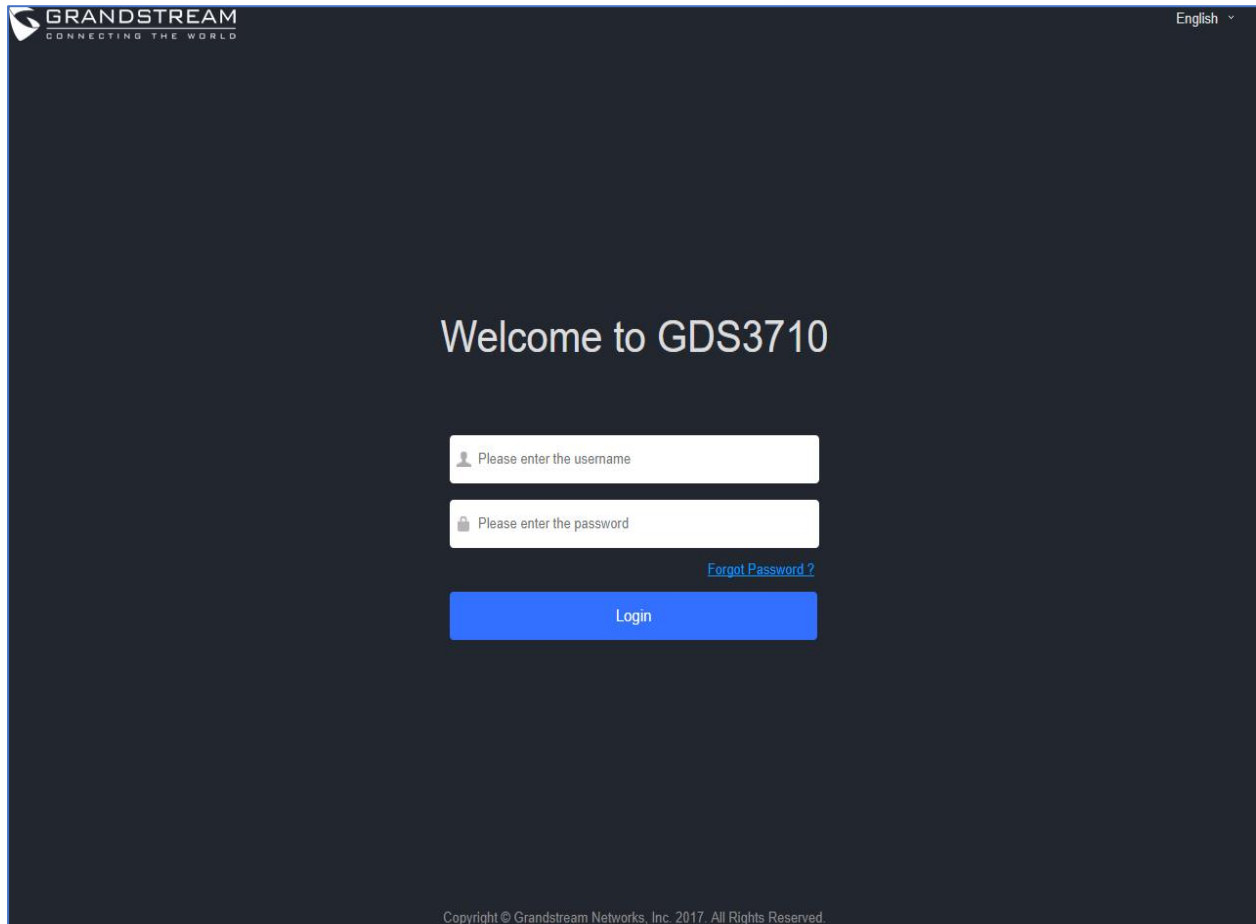 GRANDSTREAM
CONNECTING THE WORLD
English
Welcome to GDS3710
Please enter the username
Please enter the password
Forgot Password ?
Login
Copyright © Grandstream Networks, Inc. 2017. All Rights Reserved.